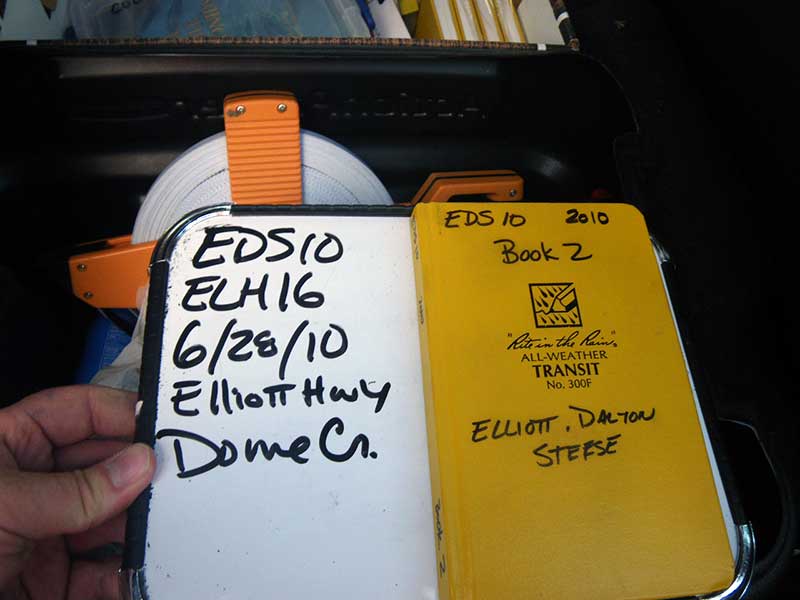 EDS10
ELH16
6/28/10
Elliott Hwy
Dome Cr.
EDS 10 2010
Book 2
"Rite in the Rain"®
ALL-WEATHER
TRANSIT
No. 300F
ELLIOTT, DALTON
STEESE